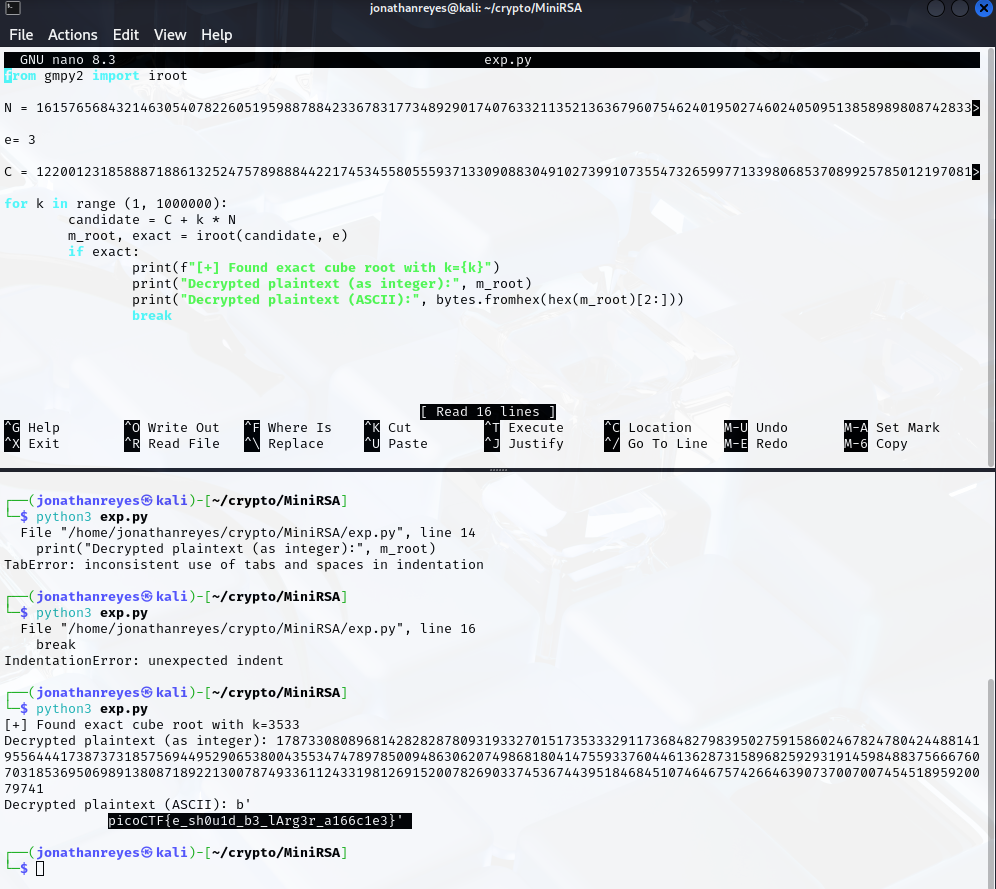 jonathanreyes@kali: ~/crypto/MiniRSA
File Actions Edit View Help
GNU nano 8.3 exp.py
from gmpy2 import iroot
N = 1615765684321463054078226051959887884233678317734892901740763321135213636796075462401950274602405095138589898087428337>
e= 3
C = 1220012318588871886132524757898884422174534558055593713309088304910273991073554732659977133980685370899257850121970812>
for k in range (1, 1000000):
candidate = C + k * N
m_root, exact = iroot(candidate, e)
if exact:
print(f"[+] Found exact cube root with k={k}")
print("Decrypted plaintext (as integer):", m_root)
print("Decrypted plaintext (ASCII):", bytes.fromhex(hex(m_root)[2:]))
break
[ Read 16 lines ]
^G Help ^O Write Out ^F Where Is ^K Cut ^T Execute ^C Location M-U Undo M-A Set Mark
^X Exit ^R Read File ^\ Replace ^U Paste ^J Justify ^/ Go To Line M-E Redo M-6 Copy
┌──(jonathanreyes㉿kali)-[~/crypto/MiniRSA]
└─$ python3 exp.py
File "/home/jonathanreyes/crypto/MiniRSA/exp.py", line 14
print("Decrypted plaintext (as integer):", m_root)
TabError: inconsistent use of tabs and spaces in indentation
┌──(jonathanreyes㉿kali)-[~/crypto/MiniRSA]
└─$ python3 exp.py
File "/home/jonathanreyes/crypto/MiniRSA/exp.py", line 16
break
IndentationError: unexpected indent
┌──(jonathanreyes㉿kali)-[~/crypto/MiniRSA]
└─$ python3 exp.py
[+] Found exact cube root with k=3533
Decrypted plaintext (as integer): 1787330808968142828287809319332701517353332911736848279839502759158602467824780424488141
9556444173873731857569449529065380043553474789785009486306207498681804147559337604461362873158968259293191459848837566676 0
7031853695069891380871892213007874933611243319812691520078269033745367443951846845107464675742664639073700700745451895920 0
79741
Decrypted plaintext (ASCII): b'
picoCTF{e_sh0u1d_b3_lArg3r_a166c1e3}'
┌──(jonathanreyes㉿kali)-[~/crypto/MiniRSA]
└─$